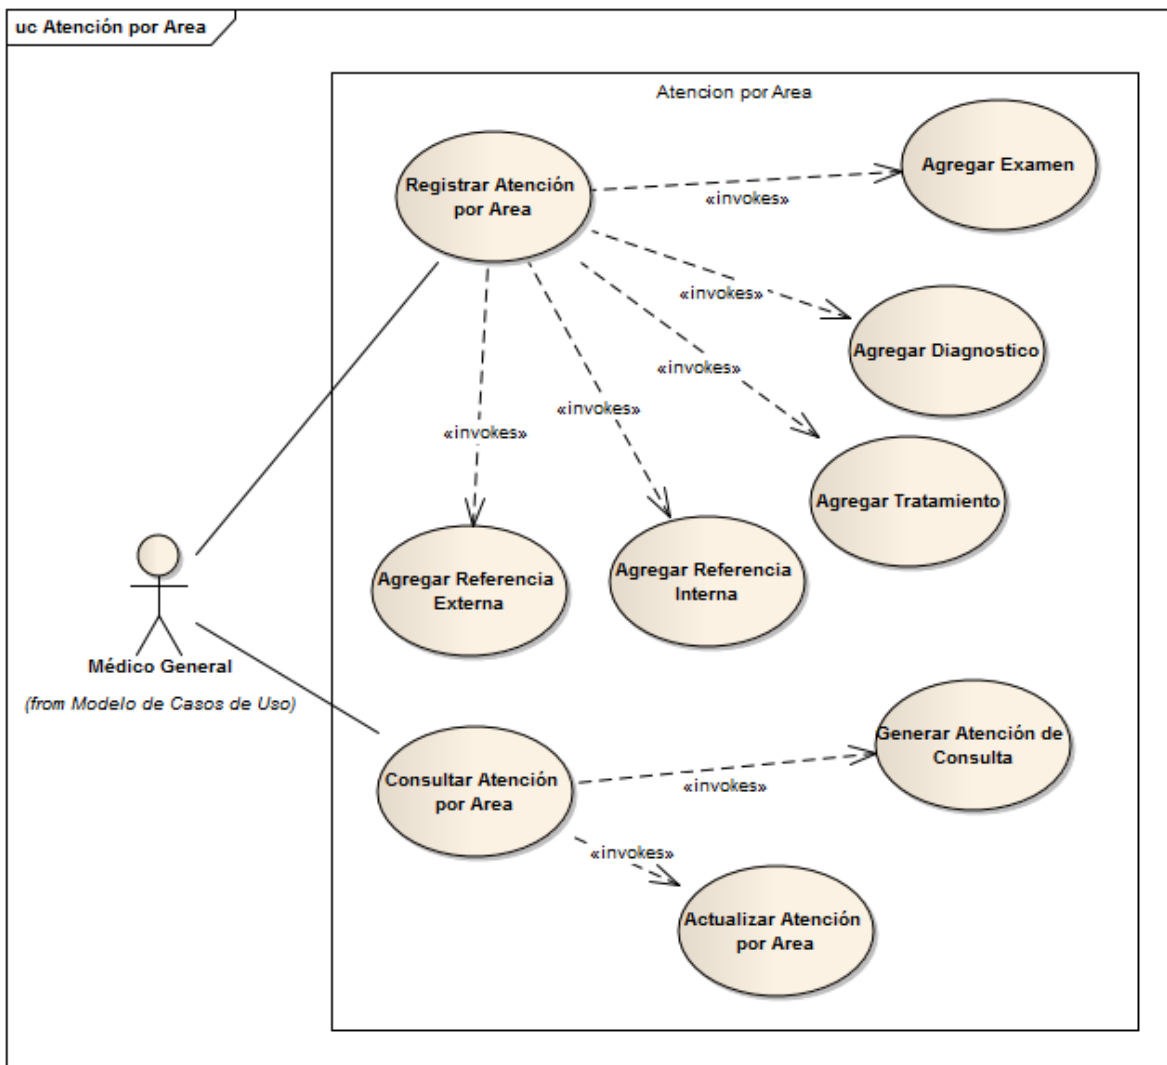 uc Atención por Area
Atencion por Area
Registrar Atención
por Area
Agregar Examen
«invokes»
Agregar Diagnostico
«invokes»
Agregar Tratamiento
«invokes»
Agregar Referencia
Interna
«invokes»
Agregar Referencia
Externa
«invokes»
Médico General
(from Modelo de Casos de Uso)
Consultar Atención
por Area
Generar Atención de
Consulta
«invokes»
«invokes»
Actualizar Atención
por Area